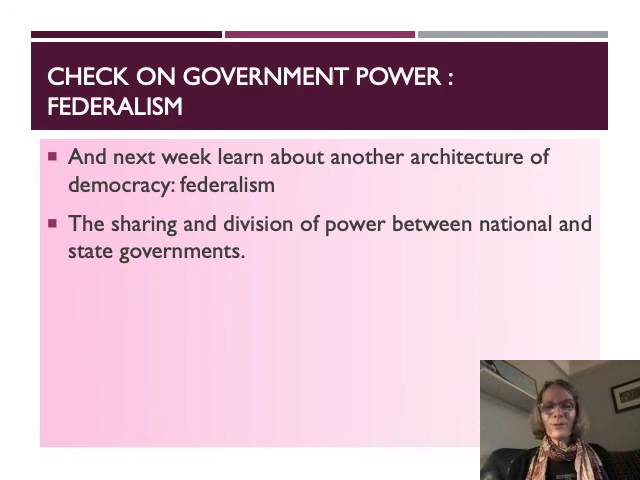 CHECK ON GOVERNMENT POWER :
FEDERALISM
And next week learn about another architecture of
democracy: federalism
The sharing and division of power between national and
state governments.